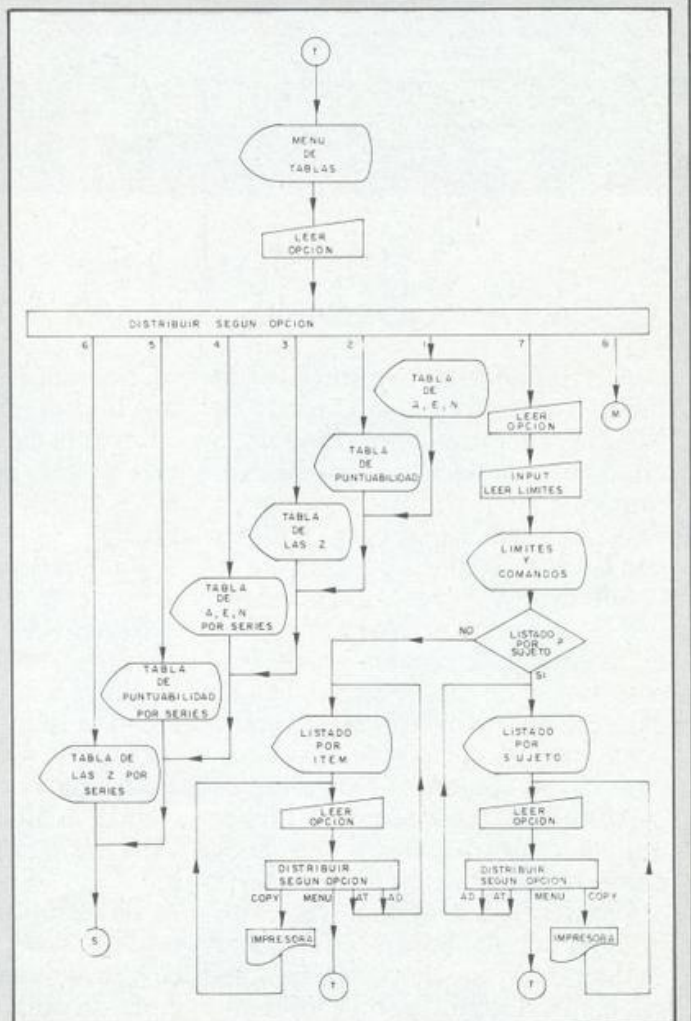 T
MENU
DE
TABLAS
LEER
OPCION
DISTRIBUIR SEGUN OPCION
6 5 4 3 2 1 7 8
TABLA
DE
A, E, N
LEER
OPCION
M
TABLA
DE
PUNTUABILIDAD
INPUT
LEER LIMITES
TABLA
DE
LAS Z
LIMITES
Y
COMANDOS
TABLA
DE
A, E, N
POR SERIES
NO
LISTADO
POR
SUJETO ?
SI
TABLA
DE
PUNTUABILIDAD
POR SERIES
LISTADO
POR
ITEM
LISTADO
POR
SUJETO
TABLA DE
LAS Z POR
SERIES
LEER
OPCION
LEER
OPCION
DISTRIBUIR
SEGUN OPCION
DISTRIBUIR
SEGUN OPCION
COPY MENU AT AD
AD AT MENU COPY
IMPRESORA
IMPRESORA
S
T
T